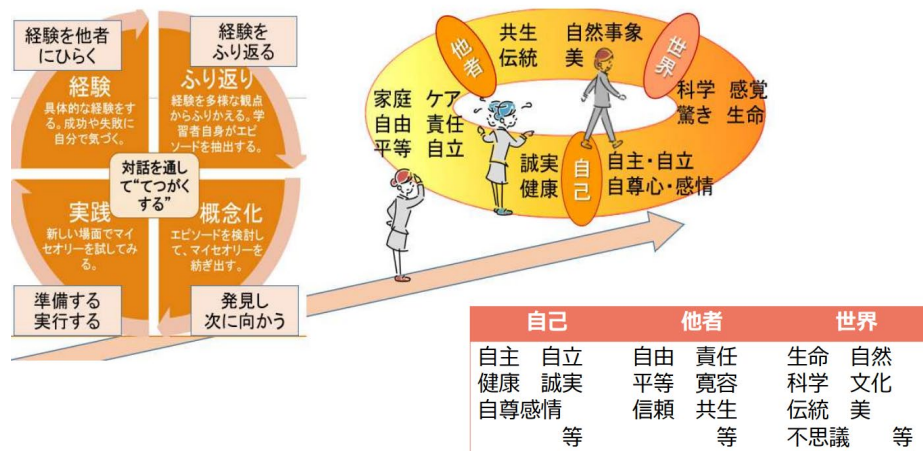 経験を他者
にひらく
経験を
ふり返る
経験
具体的な経験をす
る。成功や失敗に
自分で気づく。
ふり返り
経験を多様な観点
からふりかえる。学
習者自身がエピ
ソードを抽出する。
対話を通し
て“てつがく
する”
実践
新しい場面でマイ
セオリーを試してみ
る。
概念化
エピソードを検討し
て、マイセオリーを
紡ぎ出す。
準備する
実行する
発見し
次に向かう
他者
共生 自然事象
伝統 美
世界
家庭 ケア
自由 責任
平等 自立
科学 感覚
驚き 生命
誠実
健康
自己
自主・自立
自尊心・感情
自己 他者 世界
自主 自立 自由 責任 生命 自然
健康 誠実 平等 寛容 科学 文化
自尊感情 信頼 共生 伝統 美
等 等 不思議 等